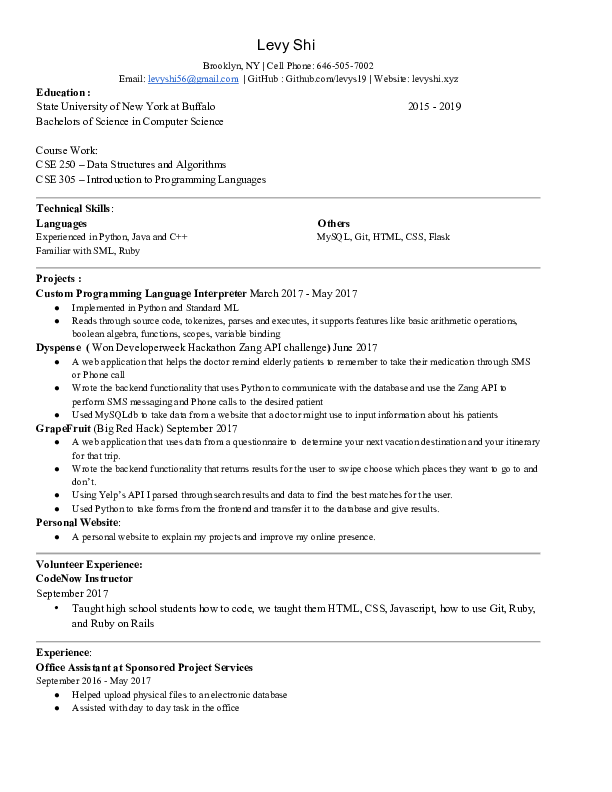 Levy Shi
Brooklyn, NY | Cell Phone: 646-505-7002
Email: levyshi56@gmail.com | GitHub : Github.com/levys19 | Website: levyshi.xyz
Education :
State University of New York at Buffalo 2015 - 2019
Bachelors of Science in Computer Science
Course Work:
CSE 250 – Data Structures and Algorithms
CSE 305 – Introduction to Programming Languages
Technical Skills:
Languages Others
Experienced in Python, Java and C++ MySQL, Git, HTML, CSS, Flask
Familiar with SML, Ruby
Projects :
Custom Programming Language Interpreter March 2017 - May 2017
● Implemented in Python and Standard ML
● Reads through source code, tokenizes, parses and executes, it supports features like basic arithmetic operations,
boolean algebra, functions, scopes, variable binding
Dyspense ( Won Developerweek Hackathon Zang API challenge) June 2017
● A web application that helps the doctor remind elderly patients to remember to take their medication through SMS
or Phone call
● Wrote the backend functionality that uses Python to communicate with the database and use the Zang API to
perform SMS messaging and Phone calls to the desired patient
● Used MySQLdb to take data from a website that a doctor might use to input information about his patients
GrapeFruit (Big Red Hack) September 2017
● A web application that uses data from a questionnaire to determine your next vacation destination and your itinerary
for that trip.
● Wrote the backend functionality that returns results for the user to swipe choose which places they want to go to and
don't.
● Using Yelp's API I parsed through search results and data to find the best matches for the user.
● Used Python to take forms from the frontend and transfer it to the database and give results.
Personal Website:
● A personal website to explain my projects and improve my online presence.
Volunteer Experience:
CodeNow Instructor
September 2017
• Taught high school students how to code, we taught them HTML, CSS, Javascript, how to use Git, Ruby,
and Ruby on Rails
Experience:
Office Assistant at Sponsored Project Services
September 2016 - May 2017
● Helped upload physical files to an electronic database
● Assisted with day to day task in the office